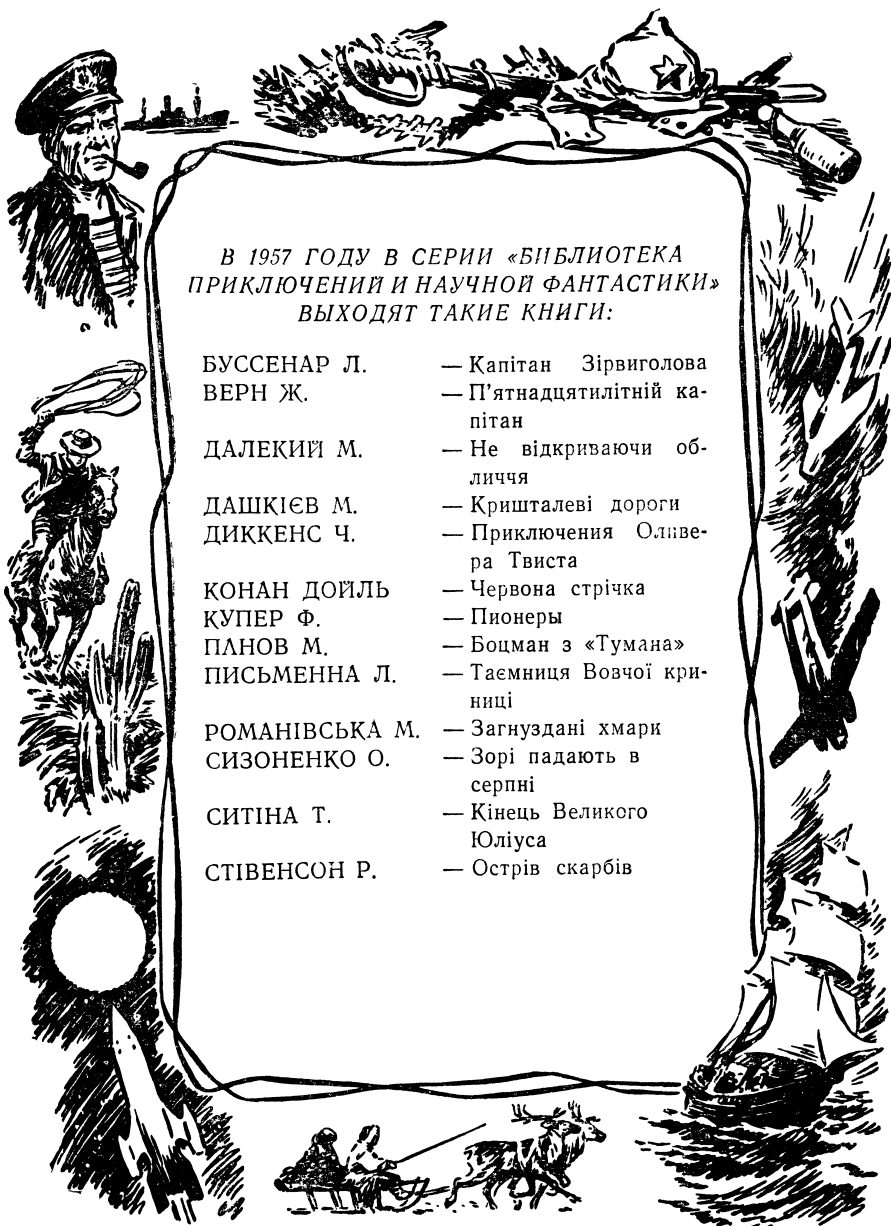 В 1957 ГОДУ В СЕРИИ «БИБЛИОТЕКА
ПРИКЛЮЧЕНИЙ И НАУЧНОЙ ФАНТАСТИКИ»
ВЫХОДЯТ ТАКИЕ КНИГИ:
БУССЕНАР Л. — Капітан Зірвиголова
ВЕРН Ж. — П’ятнадцятилітній ка-
пітан
ДАЛЕКИЙ М. — Не відкриваючи об-
личчя
ДАШКІЄВ М. — Кришталеві дороги
ДИККЕНС Ч. — Приключения Оливе-
ра Твиста
КОНАН ДОЙЛЬ — Червона стрічка
КУПЕР Ф. — Пионеры
ПАНОВ М. — Боцман з «Тумана»
ПИСЬМЕННА Л. — Таємниця Вовчої кри-
ниці
РОМАНІВСЬКА М. — Загнуздані хмари
СИЗОНЕНКО О. — Зорі падають в
серпні
СИТІНА Т. — Кінець Великого
Юліуса
СТІВЕНСОН Р. — Острів скарбів